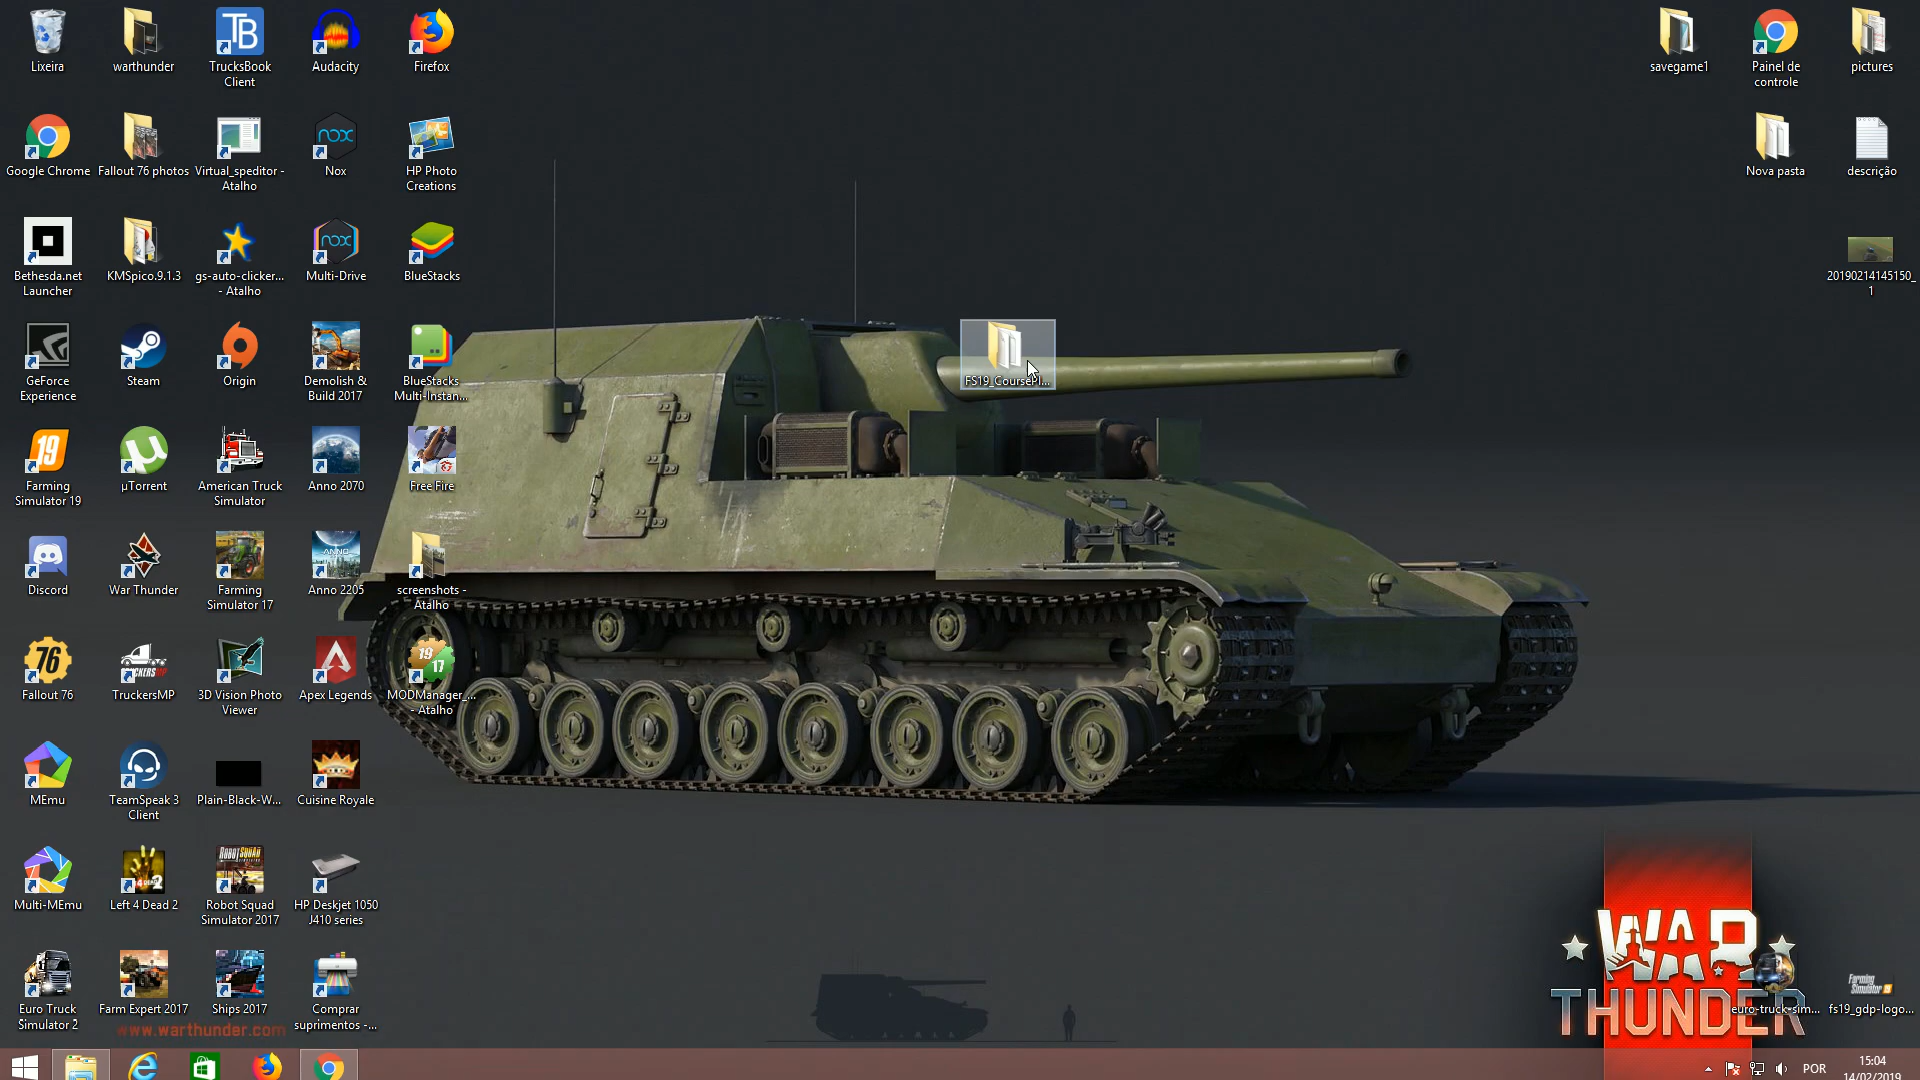 Lixeira
warthunder
TrucksBook
Client
Audacity
Firefox
savegame1
Painel de
controle
pictures
Google Chrome
Fallout 76 photos
Virtual_speditor -
Atalho
Nox
HP Photo
Creations
Nova pasta
descrição
Bethesda.net
Launcher
KMSpico.9.1.3
gs-auto-clicker...
- Atalho
Multi-Drive
BlueStacks
20190214145150_
1
GeForce
Experience
Steam
Origin
Demolish &
Build 2017
BlueStacks
Multi-Instan...
FS19_CoursePl...
Farming
Simulator 19
µTorrent
American Truck
Simulator
Anno 2070
Free Fire
Discord
War Thunder
Farming
Simulator 17
Anno 2205
screenshots -
Atalho
Fallout 76
TruckersMP
3D Vision Photo
Viewer
Apex Legends
MODManager_...
- Atalho
MEmu
TeamSpeak 3
Client
Plain-Black-W...
Cuisine Royale
Multi-MEmu
Left 4 Dead 2
Robot Squad
Simulator 2017
HP Deskjet 1050
J410 series
Euro Truck
Simulator 2
Farm Expert 2017
Ships 2017
Comprar
suprimentos -...
www.warthunder.com
WAR
THUNDER
euro-truck-sim...
fs19_gdp-logo...
POR
15:04
14/02/2019